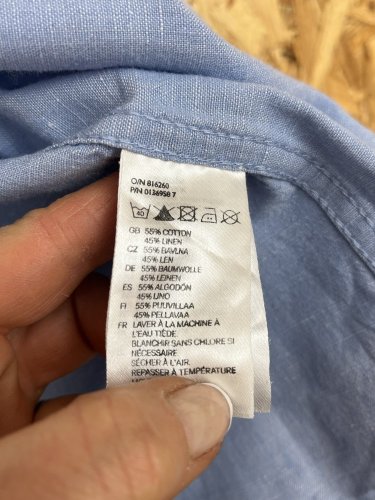 O/N 816260
P/N 0136958 7
40
GB 55% COTTON
45% LINEN
CZ 55% BAVLNA
45% LEN
DE 55% BAUMWOLLE
45% LEINEN
ES 55% ALGODÓN
45% LINO
FI 55% PUUVILLAA
45% PELLAVAA
FR LAVER À LA MACHINE À
L'EAU TIÈDE.
BLANCHIR SANS CHLORE SI
NÉCESSAIRE
SÉCHER À L'AIR.
REPASSER À TEMPÉRATURE